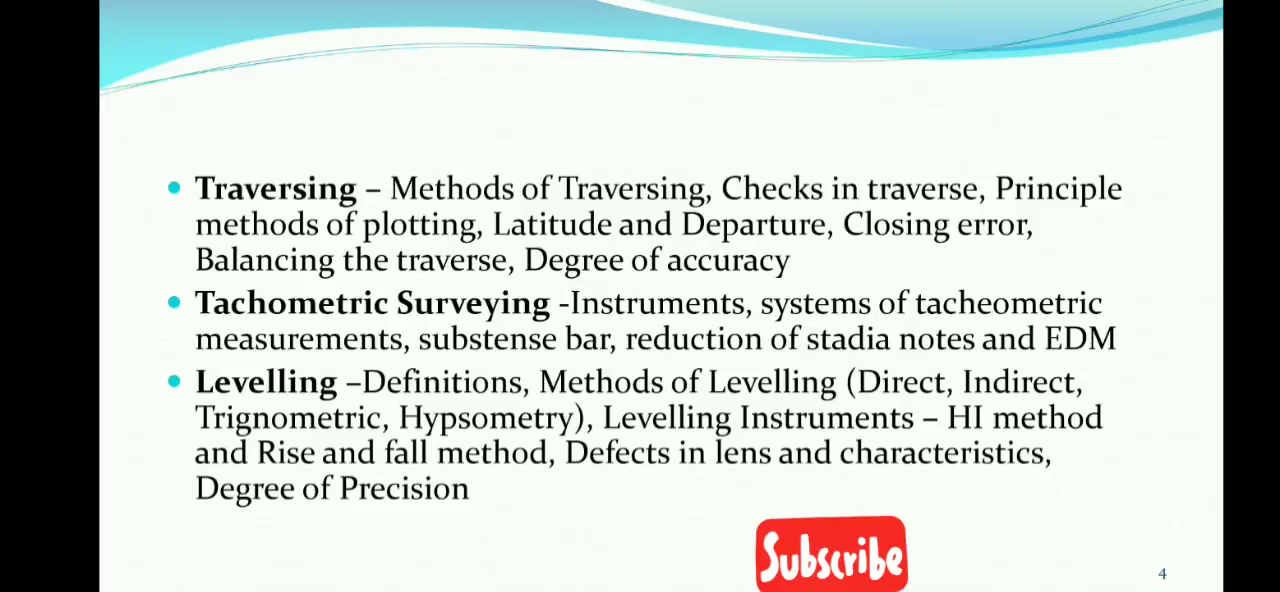 • Traversing – Methods of Traversing, Checks in traverse, Principle
methods of plotting, Latitude and Departure, Closing error,
Balancing the traverse, Degree of accuracy
• Tachometric Surveying -Instruments, systems of tacheometric
measurements, substense bar, reduction of stadia notes and EDM
• Levelling –Definitions, Methods of Levelling (Direct, Indirect,
Trignometric, Hypsometry), Levelling Instruments – HI method
and Rise and fall method, Defects in lens and characteristics,
Degree of Precision
Subscribe
4